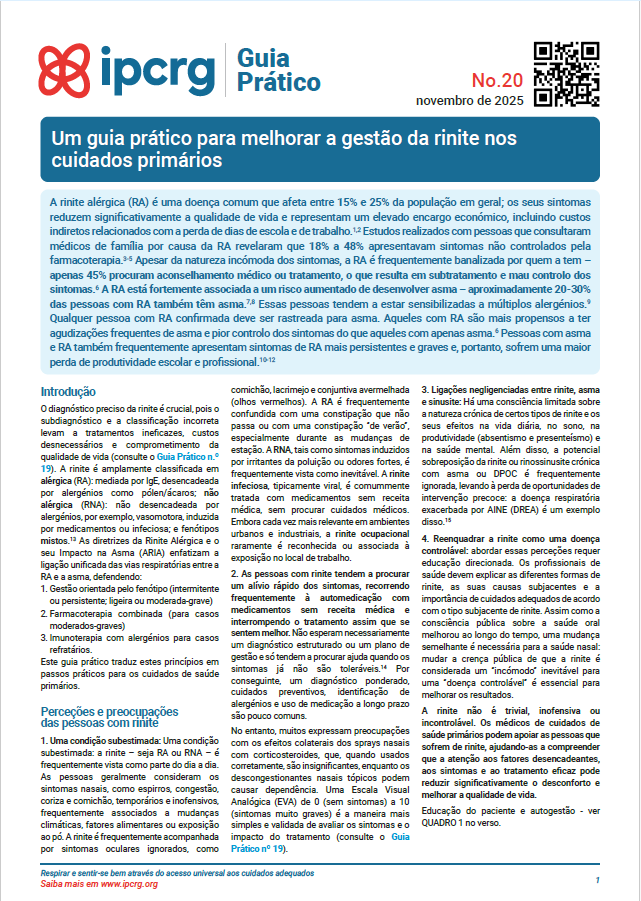 ipcrg
Guia
Prático
No.20
novembro de 2025
Um guia prático para melhorar a gestão da rinite nos
cuidados primários
A rinite alérgica (RA) é uma doença comum que afeta entre 15% e 25% da população em geral; os seus sintomas
reduzem significativamente a qualidade de vida e representam um elevado encargo económico, incluindo custos
indiretos relacionados com a perda de dias de escola e de trabalho.1,2 Estudos realizados com pessoas que consultaram
médicos de família por causa da RA revelaram que 18% a 48% apresentavam sintomas não controlados pela
farmacoterapia.3-5 Apesar da natureza incómoda dos sintomas, a RA é frequentemente banalizada por quem a tem –
apenas 45% procuram aconselhamento médico ou tratamento, o que resulta em subtratamento e mau controlo dos
sintomas.6 A RA está fortemente associada a um risco aumentado de desenvolver asma – aproximadamente 20-30%
das pessoas com RA também têm asma.7,8 Essas pessoas tendem a estar sensibilizadas a múltiplos alergénios.9
Qualquer pessoa com RA confirmada deve ser rastreada para asma. Aqueles com RA são mais propensos a ter
agudizações frequentes de asma e pior controlo dos sintomas do que aqueles com apenas asma.6 Pessoas com asma
e RA também frequentemente apresentam sintomas de RA mais persistentes e graves e, portanto, sofrem uma maior
perda de produtividade escolar e profissional.10-12
Introdução
O diagnóstico preciso da rinite é crucial, pois o
subdiagnóstico e a classificação incorreta
levam a tratamentos ineficazes, custos
desnecessários e comprometimento da
qualidade de vida (consulte o Guia Prático n.º
19). A rinite é amplamente classificada em
alérgica (RA): mediada por IgE, desencadeada
por alergénios como pólen/ácaros; não
alérgica (RNA): não desencadeada por
alergénios, por exemplo, vasomotora, induzida
por medicamentos ou infeciosa; e fenótipos
mistos.13 As diretrizes da Rinite Alérgica e o
seu Impacto na Asma (ARIA) enfatizam a
ligação unificada das vias respiratórias entre a
RA e a asma, defendendo:
1. Gestão orientada pelo fenótipo (intermitente
ou persistente; ligeira ou moderada-grave)
2. Farmacoterapia combinada (para casos
moderados-graves)
3. Imunoterapia com alergénios para casos
refratários.
Este guia prático traduz estes princípios em
passos práticos para os cuidados de saúde
primários.
Perceções e preocupações
das pessoas com rinite
1. Uma condição subestimada: Uma condição
subestimada: a rinite – seja RA ou RNA – é
frequentemente vista como parte do dia a dia.
As pessoas geralmente consideram os
sintomas nasais, como espirros, congestão,
coriza e comichão, temporários e inofensivos,
frequentemente associados a mudanças
climáticas, fatores alimentares ou exposição
ao pó. A rinite é frequentemente acompanhada
por sintomas oculares ignorados, como
comichão, lacrimejo e conjuntiva avermelhada
(olhos vermelhos). A RA é frequentemente
confundida com uma constipação que não
passa ou com uma constipação “de verão”,
especialmente durante as mudanças de
estação. A RNA, tais como sintomas induzidos
por irritantes da poluição ou odores fortes, é
frequentemente vista como inevitável. A rinite
infeciosa, tipicamente viral, é comummente
tratada com medicamentos sem receita
médica, sem procurar cuidados médicos.
Embora cada vez mais relevante em ambientes
urbanos e industriais, a rinite ocupacional
raramente é reconhecida ou associada à
exposição no local de trabalho.
2. As pessoas com rinite tendem a procurar
um alívio rápido dos sintomas, recorrendo
frequentemente à automedicação com
medicamentos sem receita médica e
interrompendo o tratamento assim que se
sentem melhor. Não esperam necessariamente
um diagnóstico estruturado ou um plano de
gestão e só tendem a procurar ajuda quando os
sintomas já não são toleráveis.14 Por
conseguinte, um diagnóstico ponderado,
cuidados preventivos, identificação de
alergénios e uso de medicação a longo prazo
são pouco comuns.
No entanto, muitos expressam preocupações
com os efeitos colaterais dos sprays nasais
com corticosteroides, que, quando usados
corretamente, são insignificantes, enquanto os
descongestionantes nasais tópicos podem
causar dependência. Uma Escala Visual
Analógica (EVA) de 0 (sem sintomas) a 10
(sintomas muito graves) é a maneira mais
simples e validada de avaliar os sintomas e o
impacto do tratamento (consulte o Guia
Prático nº 19).
3. Ligações negligenciadas entre rinite, asma
e sinusite: Há uma consciência limitada sobre
a natureza crónica de certos tipos de rinite e os
seus efeitos na vida diária, no sono, na
produtividade (absentismo e presenteísmo) e
na saúde mental. Além disso, a potencial
sobreposição da rinite ou rinossinusite crónica
com asma ou DPOC é frequentemente
ignorada, levando à perda de oportunidades de
intervenção precoce: a doença respiratória
exacerbada por AINE (DREA) é um exemplo
disso.15
4. Reenquadrar a rinite como uma doença
controlável: abordar essas perceções requer
educação direcionada. Os profissionais de
saúde devem explicar as diferentes formas de
rinite, as suas causas subjacentes e a
importância de cuidados adequados de acordo
com o tipo subjacente de rinite. Assim como a
consciência pública sobre a saúde oral
melhorou ao longo do tempo, uma mudança
semelhante é necessária para a saúde nasal:
mudar a crença pública de que a rinite é
considerada um “incómodo” inevitável para
uma “doença controlável” é essencial para
melhorar os resultados.
A rinite não é trivial, inofensiva ou
incontrolável. Os médicos de cuidados de
saúde primários podem apoiar as pessoas que
sofrem de rinite, ajudando-as a compreender
que a atenção aos fatores desencadeantes,
aos sintomas e ao tratamento eficaz pode
reduzir significativamente o desconforto e
melhorar a qualidade de vida.
Educação do paciente e autogestão - ver
QUADRO 1 no verso.
Respirar e sentir-se bem através do acesso universal aos cuidados adequados
Saiba mais em www.ipcrg.org
1